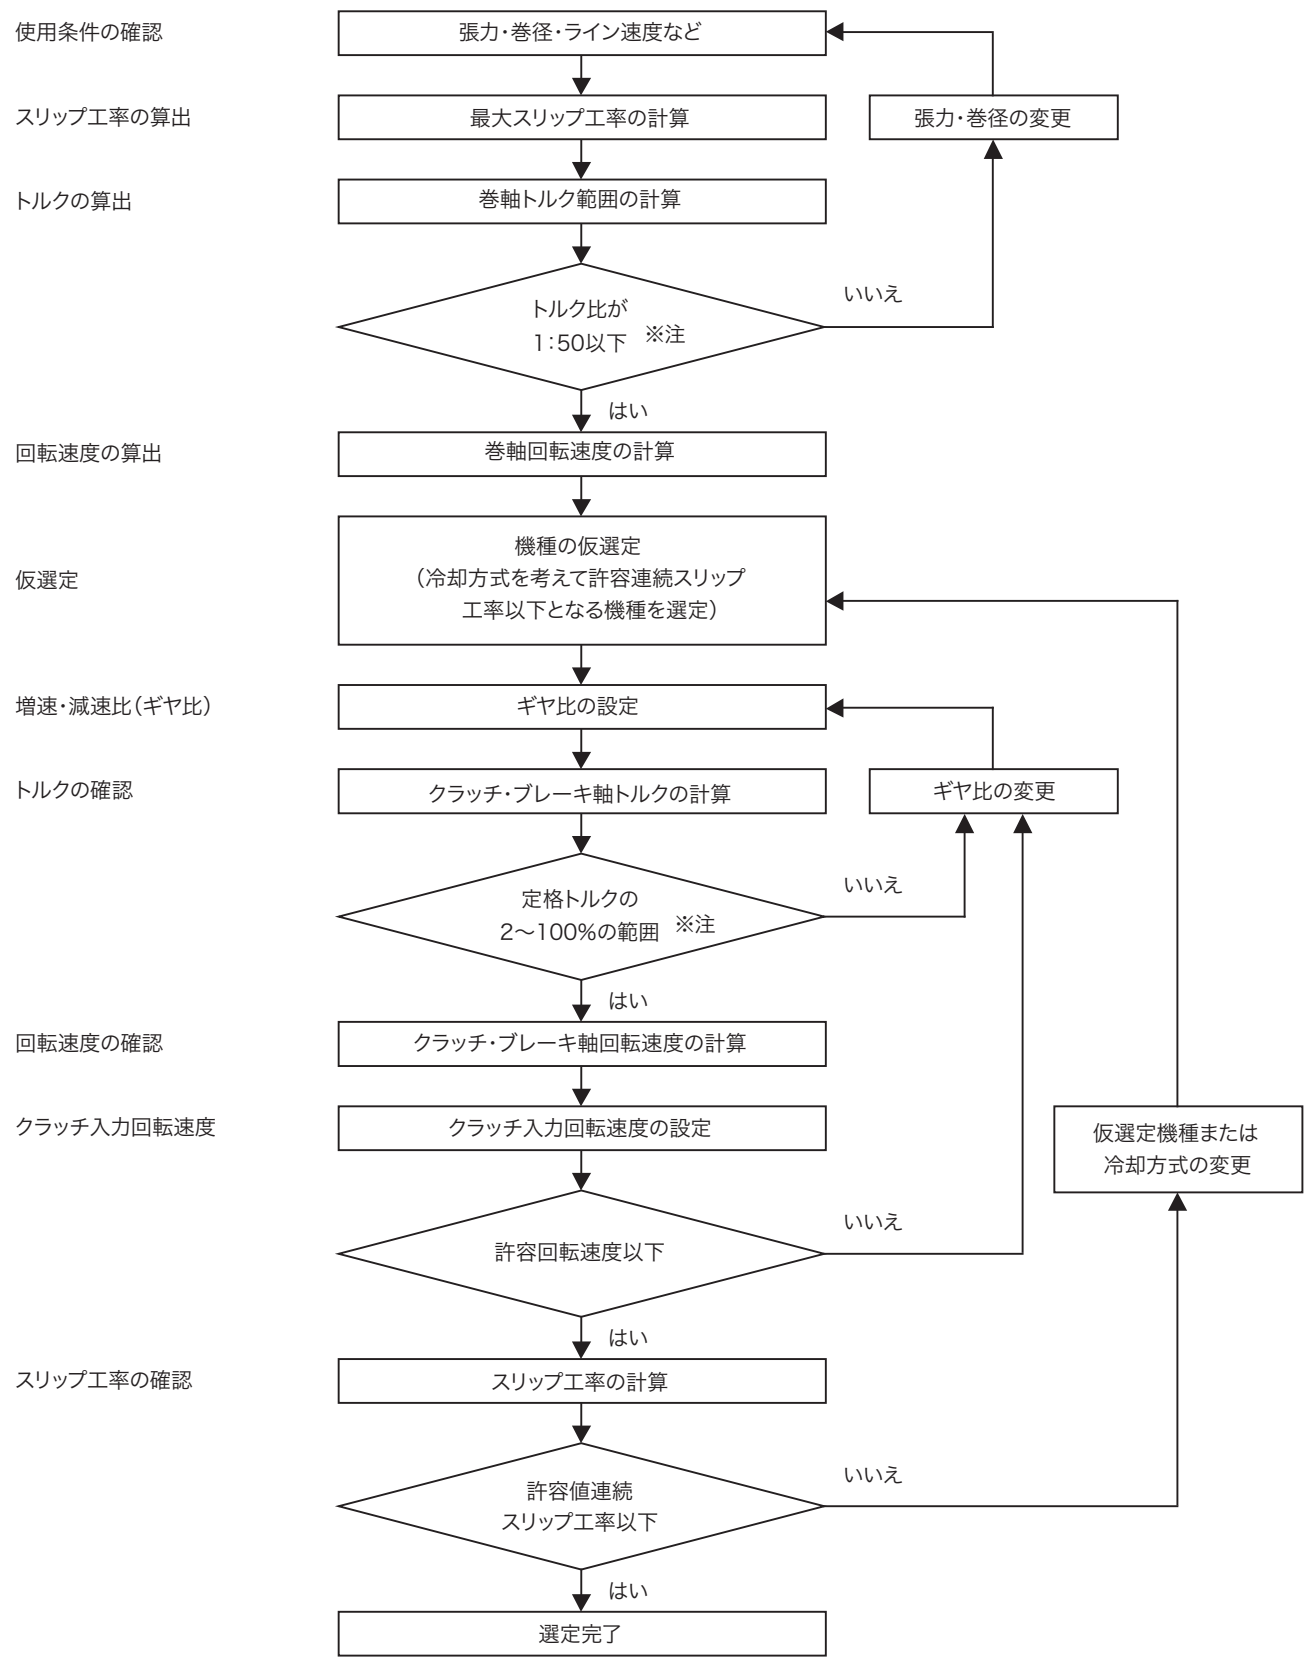 使用条件の確認
張力・巻径・ライン速度など
スリップ工率の算出
最大スリップ工率の計算
張力・巻径の変更
トルクの算出
巻軸トルク範囲の計算
いいえ
トルク比が
1：50以下 ※注
はい
回転速度の算出
巻軸回転速度の計算
仮選定
機種の仮選定
（冷却方式を考えて許容連続スリップ
工率以下となる機種を選定）
増速・減速比（ギヤ比）
ギヤ比の設定
トルクの確認
クラッチ・ブレーキ軸トルクの計算
ギヤ比の変更
いいえ
定格トルクの
2～100%の範囲 ※注
はい
回転速度の確認
クラッチ・ブレーキ軸回転速度の計算
クラッチ入力回転速度
クラッチ入力回転速度の設定
仮選定機種または
冷却方式の変更
いいえ
許容回転速度以下
はい
スリップ工率の確認
スリップ工率の計算
いいえ
許容値連続
スリップ工率以下
はい
選定完了